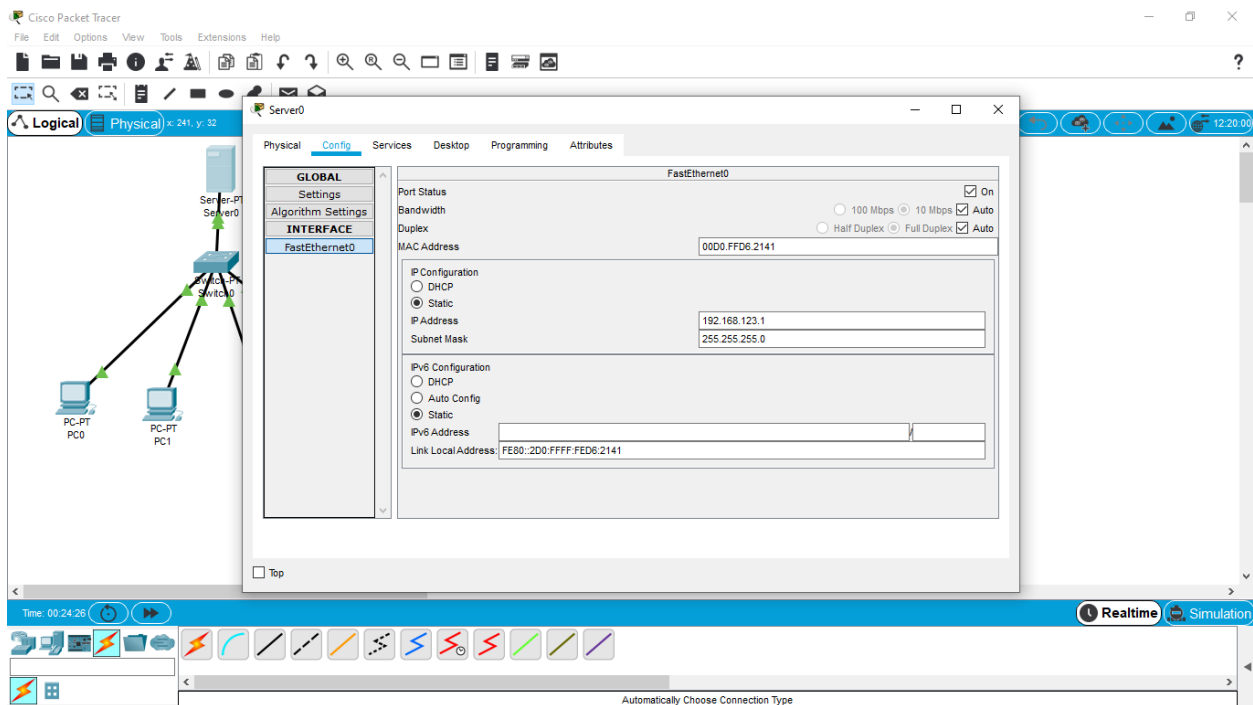 Cisco Packet Tracer
File Edit Options View Tools Extensions Help
?
Logical Physical x: 241, y: 32
12:20:00
Server0
Physical Config Services Desktop Programming Attributes
GLOBAL
Settings
Algorithm Settings
INTERFACE
FastEthernet0
FastEthernet0
Port Status On
Bandwidth 100 Mbps 10 Mbps Auto
Duplex Half Duplex Full Duplex Auto
MAC Address 00D0.FFD6.2141
IP Configuration
DHCP
Static
IP Address 192.168.123.1
Subnet Mask 255.255.255.0
IPv6 Configuration
DHCP
Auto Config
Static
IPv6 Address /
Link Local Address: FE80::2D0:FFFF:FED6:2141
Top
Server-PT
Server0
Switch-PT
Switch0
PC-PT
PC0
PC-PT
PC1
Time: 00:24:26
Realtime Simulation
Automatically Choose Connection Type